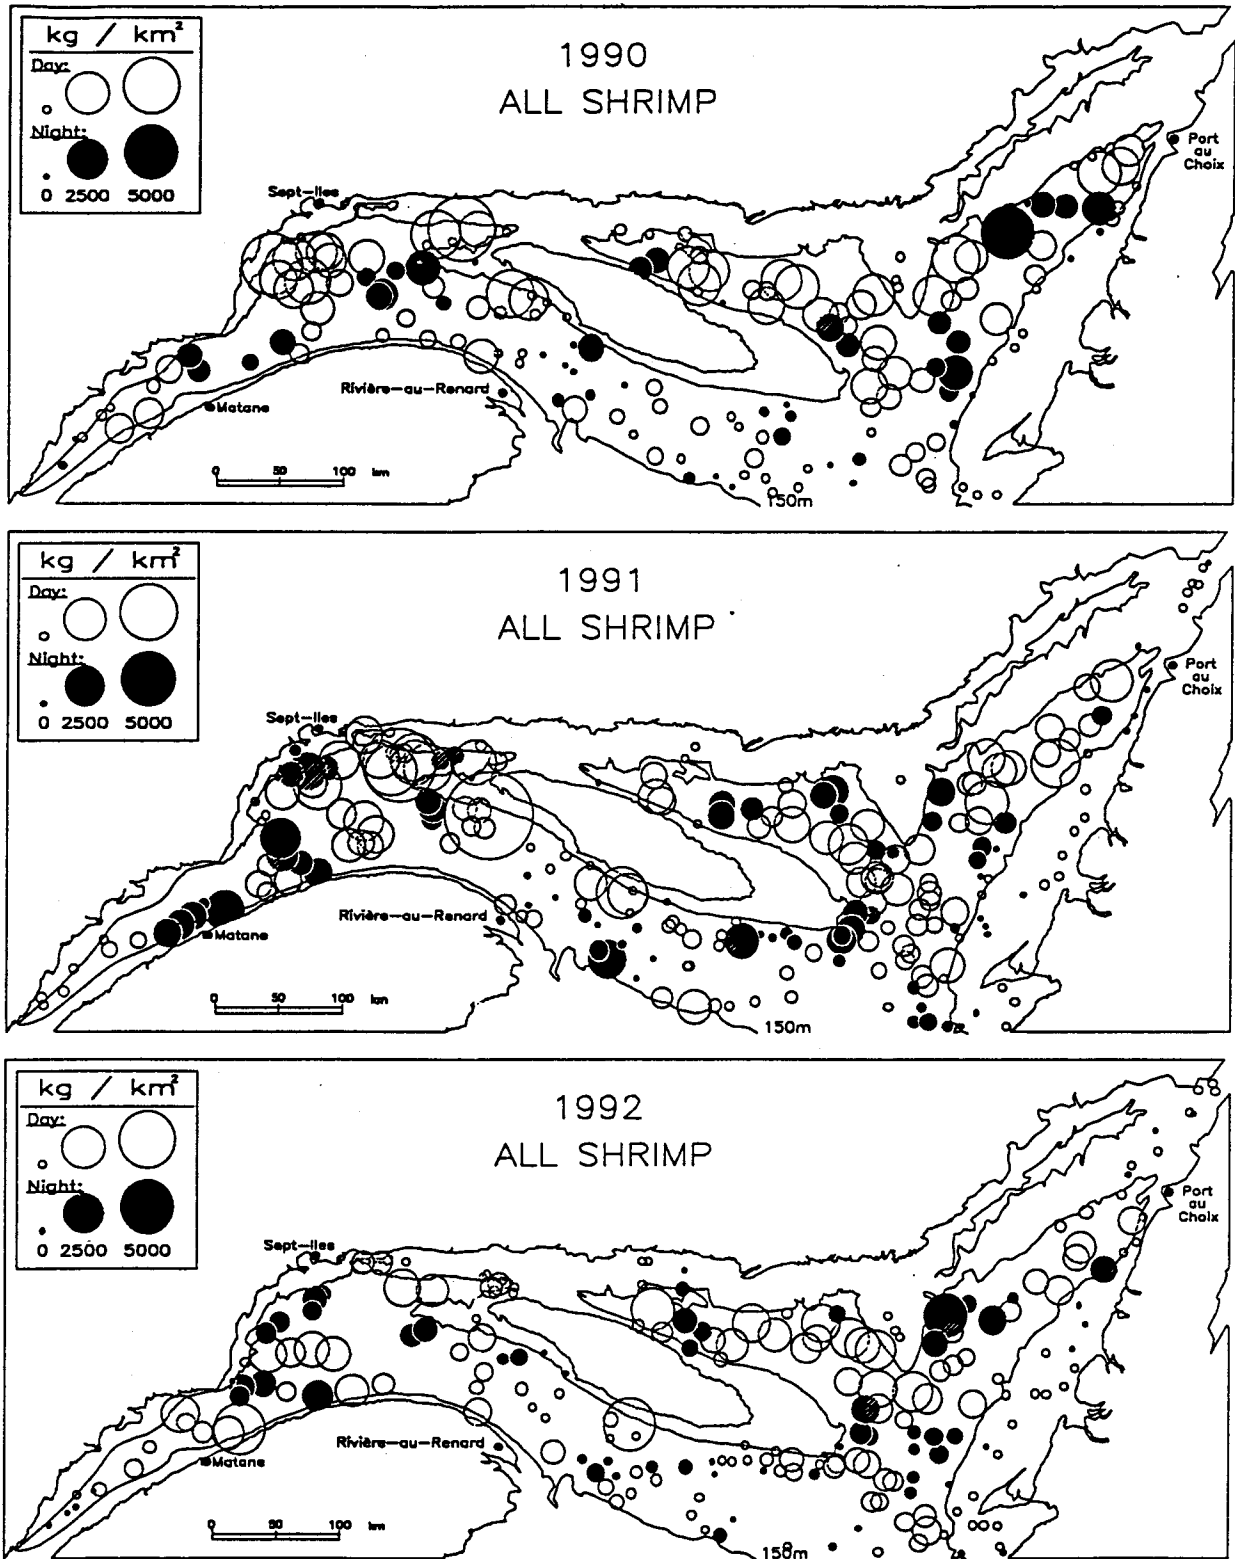 kg / km²
Day:
Night:
0 2500 5000
1990
ALL SHRIMP
Sept-Iles
Port
au
Choix
Rivière-au-Renard
Matane
0 50 100 km
150m
kg / km²
Day:
Night:
0 2500 5000
1991
ALL SHRIMP
Sept-Iles
Port
au
Choix
Rivière-au-Renard
Matane
0 50 100 km
150m
kg / km²
Day:
Night:
0 2500 5000
1992
ALL SHRIMP
Sept-Iles
Port
au
Choix
Rivière-au-Renard
Matane
0 50 100 km
150m